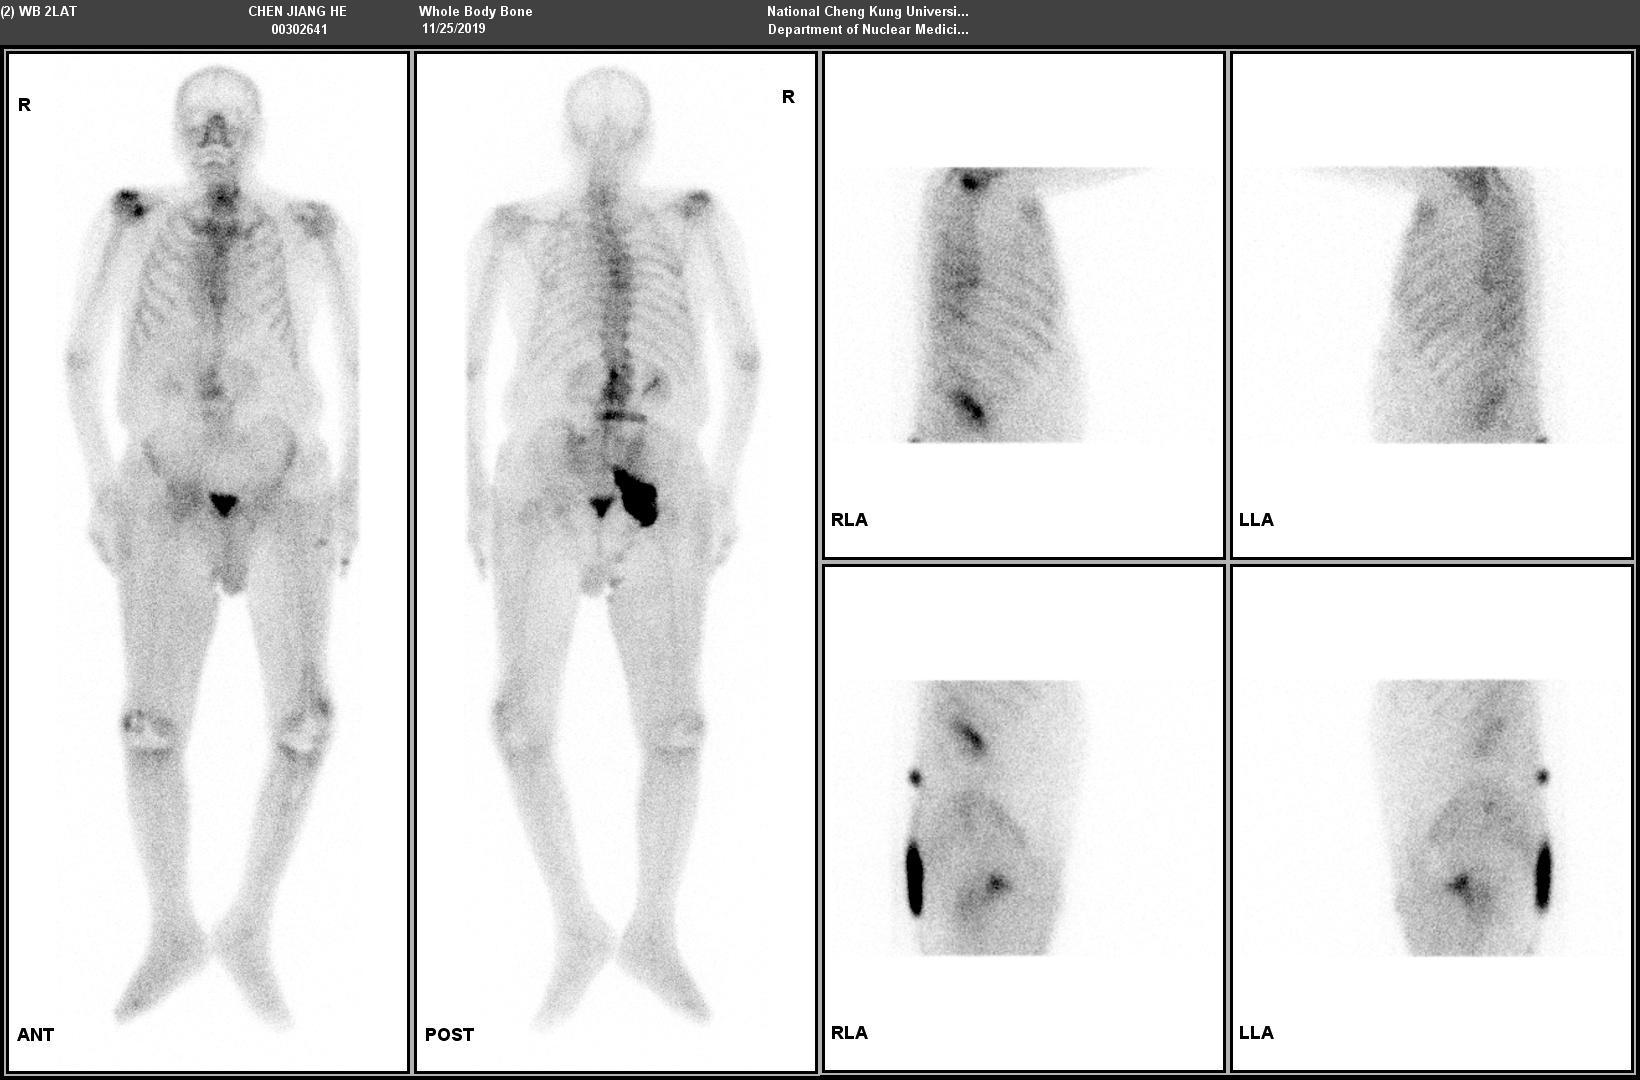 (2) WB 2LAT
CHEN JIANG HE
00302641
Whole Body Bone
11/25/2019
National Cheng Kung Universi...
Department of Nuclear Medici...
R
R
ANT
POST
RLA
LLA
RLA
LLA